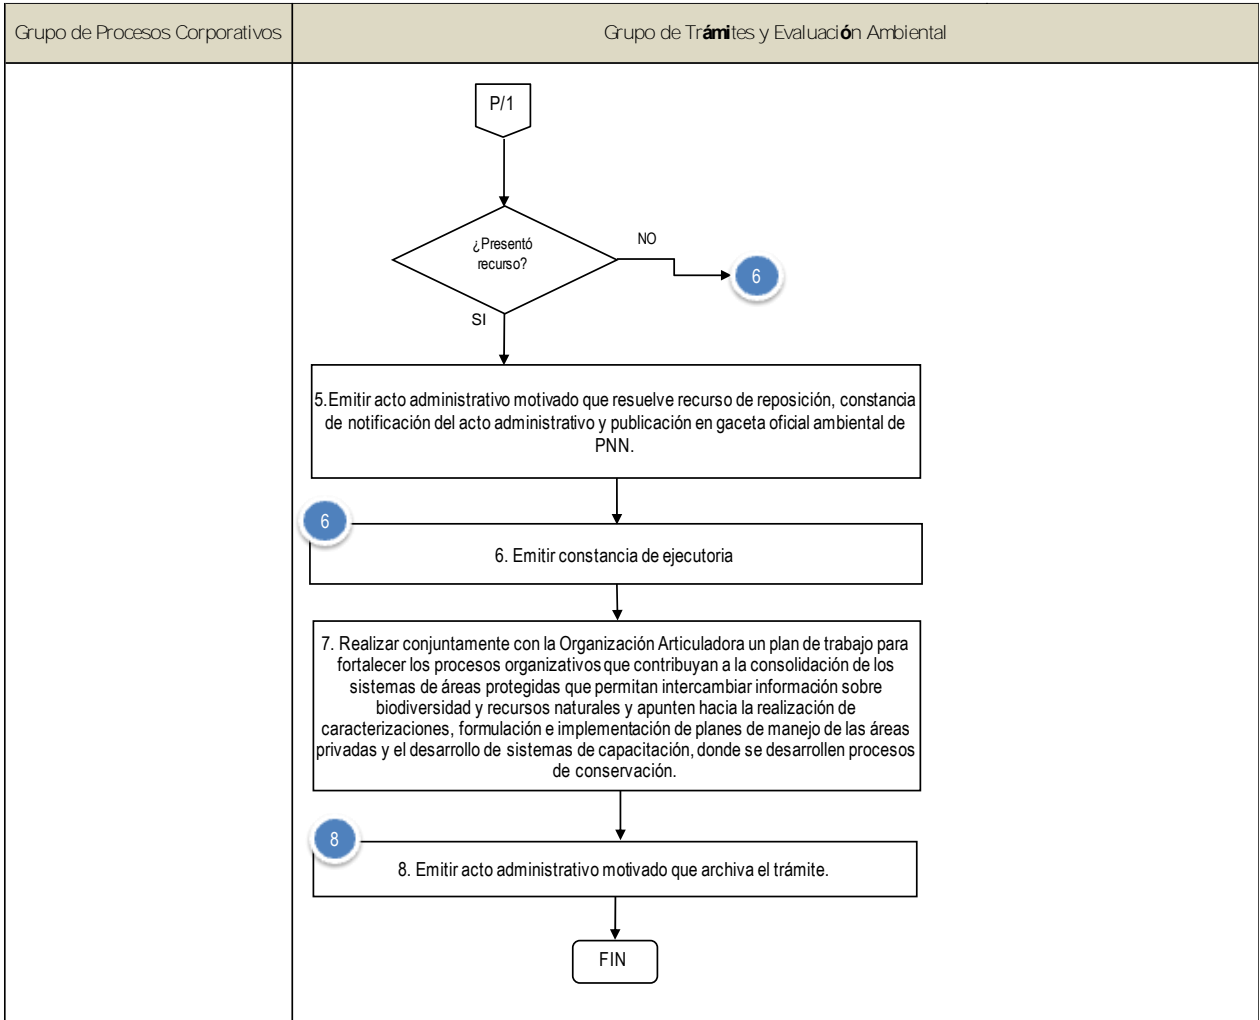 Grupo de Procesos Corporativos
Grupo de Trámites y Evaluación Ambiental
P/1
¿Presentó
recurso?
NO
6
SI
5.Emitir acto administrativo motivado que resuelve recurso de reposición, constancia
de notificación del acto administrativo y publicación en gaceta oficial ambiental de
PNN.
6
6. Emitir constancia de ejecutoria
7. Realizar conjuntamente con la Organización Articuladora un plan de trabajo para
fortalecer los procesos organizativos que contribuyan a la consolidación de los
sistemas de áreas protegidas que permitan intercambiar información sobre
biodiversidad y recursos naturales y apunten hacia la realización de
caracterizaciones, formulación e implementación de planes de manejo de las áreas
privadas y el desarrollo de sistemas de capacitación, donde se desarrollen procesos
de conservación.
8
8. Emitir acto administrativo motivado que archiva el trámite.
FIN